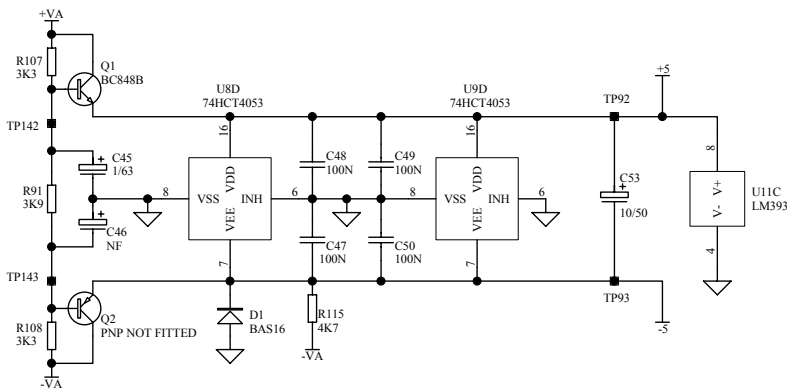 +VA
R107
3K3
Q1
BC848B
TP142
C45
1/63
R91
3K9
C46
NF
TP143
R108
3K3
Q2
PNP NOT FITTED
-VA
U8D
74HCT4053
16
8
VSS
VDD
VEE
INH
6
7
D1
BAS16
C48
100N
C49
100N
C47
100N
C50
100N
R115
4K7
-VA
U9D
74HCT4053
16
8
VSS
VDD
VEE
INH
6
7
TP92
+5
C53
10/50
TP93
-5
8
V+
V-
4
U11C
LM393